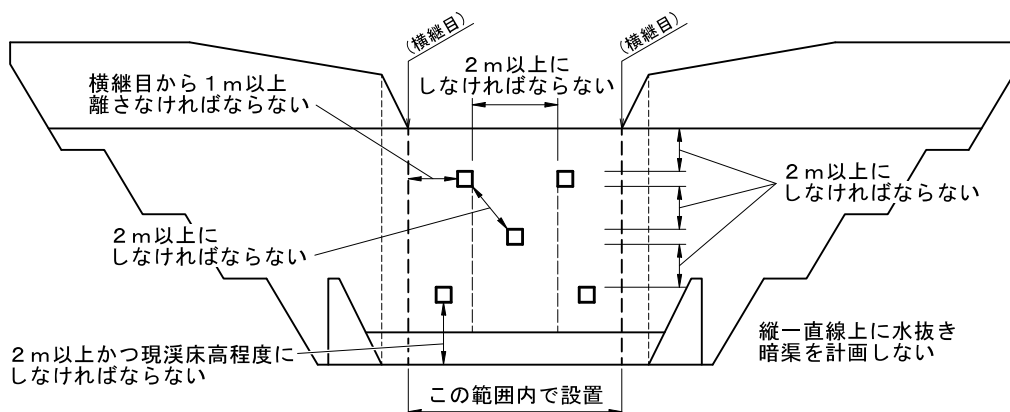 (横継目)
(横継目)
2m以上に
しなければならない
横継目から1m以上
離さなければならない
2m以上に
しなければならない
2m以上に
しなければならない
2m以上かつ現渓床高程度に
しなければならない
縦一直線上に水抜き
暗渠を計画しない
この範囲内で設置